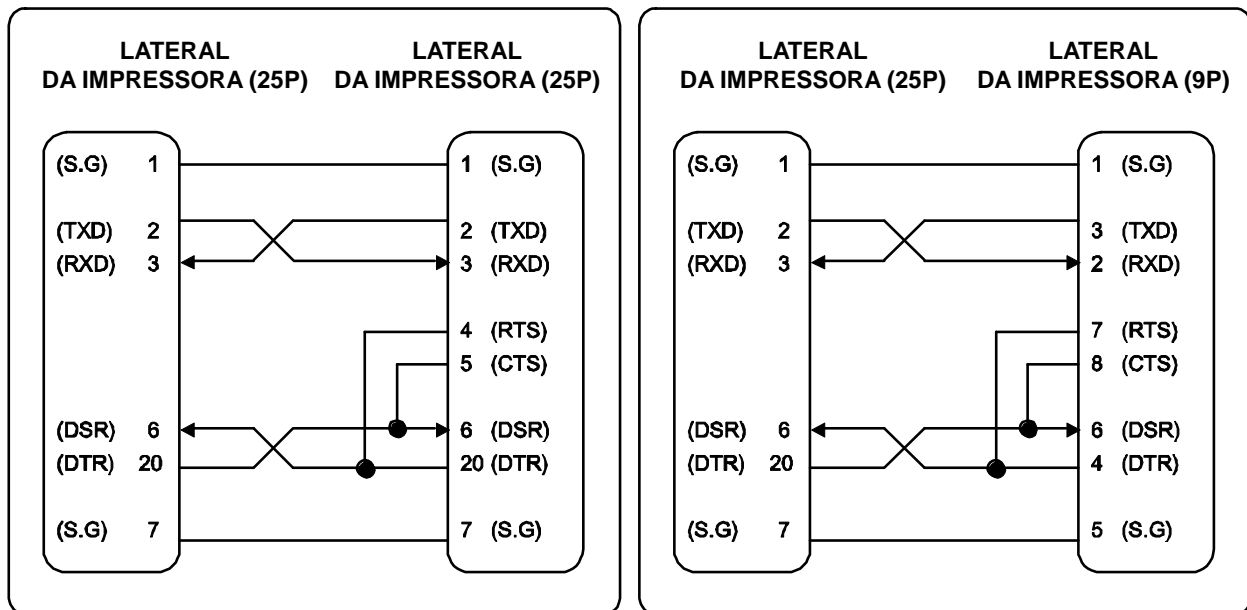 LATERAL
DA IMPRESSORA (25P)
LATERAL
DA IMPRESSORA (25P)
(S.G) 1
1 (S.G)
(TXD) 2
2 (TXD)
(RXD) 3
3 (RXD)
4 (RTS)
5 (CTS)
(DSR) 6
6 (DSR)
(DTR) 20
20 (DTR)
(S.G) 7
7 (S.G)
LATERAL
DA IMPRESSORA (25P)
LATERAL
DA IMPRESSORA (9P)
(S.G) 1
1 (S.G)
(TXD) 2
3 (TXD)
(RXD) 3
2 (RXD)
7 (RTS)
8 (CTS)
(DSR) 6
6 (DSR)
(DTR) 20
4 (DTR)
(S.G) 7
5 (S.G)